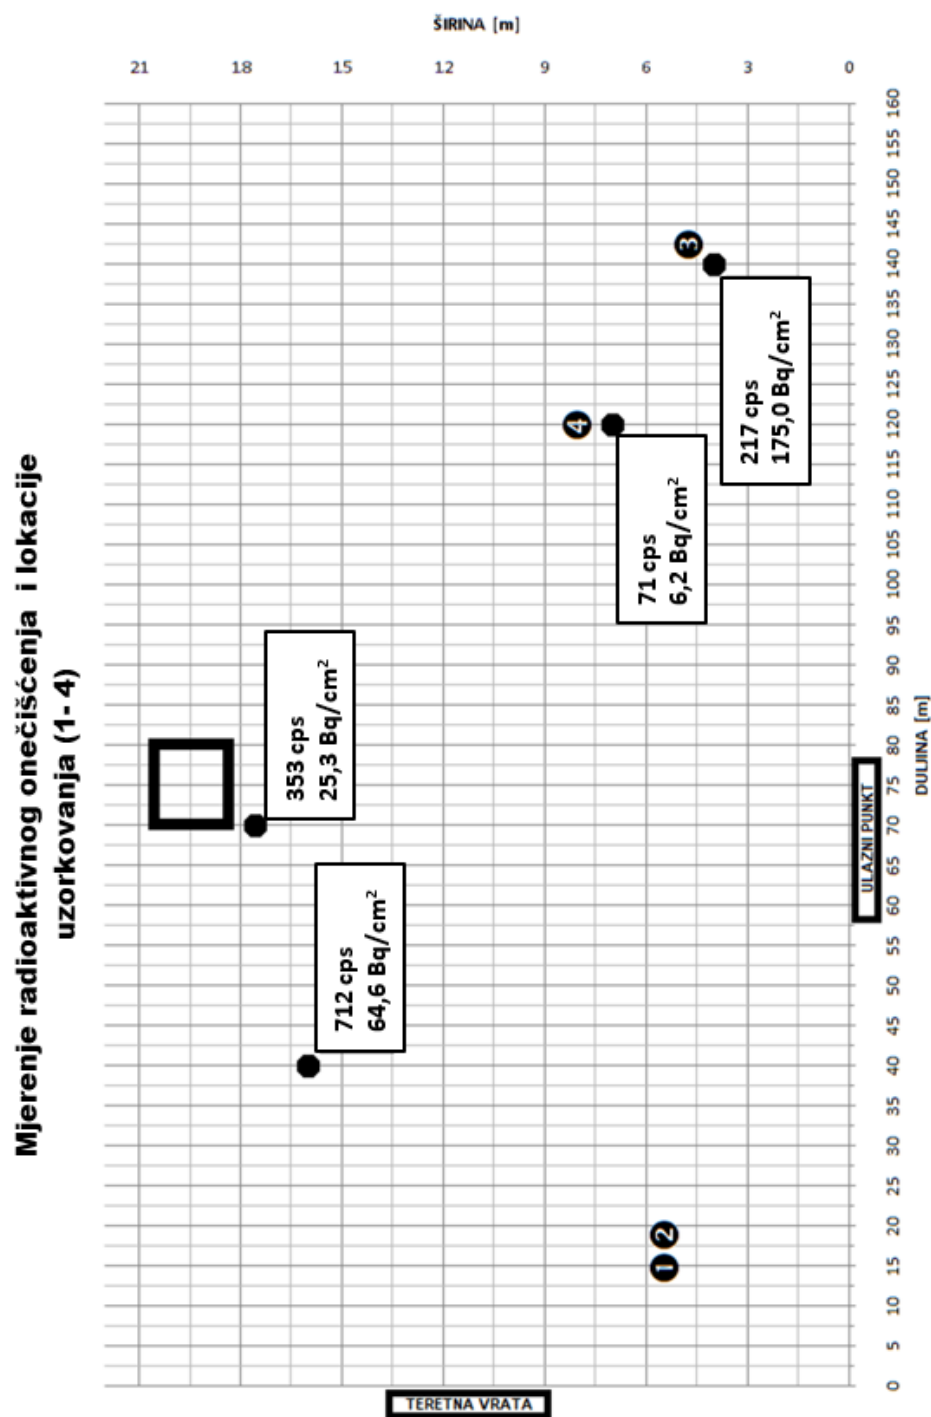 Mjerenje radioaktivnog onečišćenja i lokacije
uzorkovanja (1- 4)
ŠIRINA [m]
21 18 15 12 9 6 3 0
353 cps
25,3 Bq/cm²
712 cps
64,6 Bq/cm²
4
71 cps
6,2 Bq/cm²
3
217 cps
175,0 Bq/cm²
1 2
TERETNA VRATA
0 5 10 15 20 25 30 35 40 45 50 55 60 65 70 75 80 85 90 95 100 105 110 115 120 125 130 135 140 145 150 155 160
ULAZNI PUNKT
DULJINA [m]